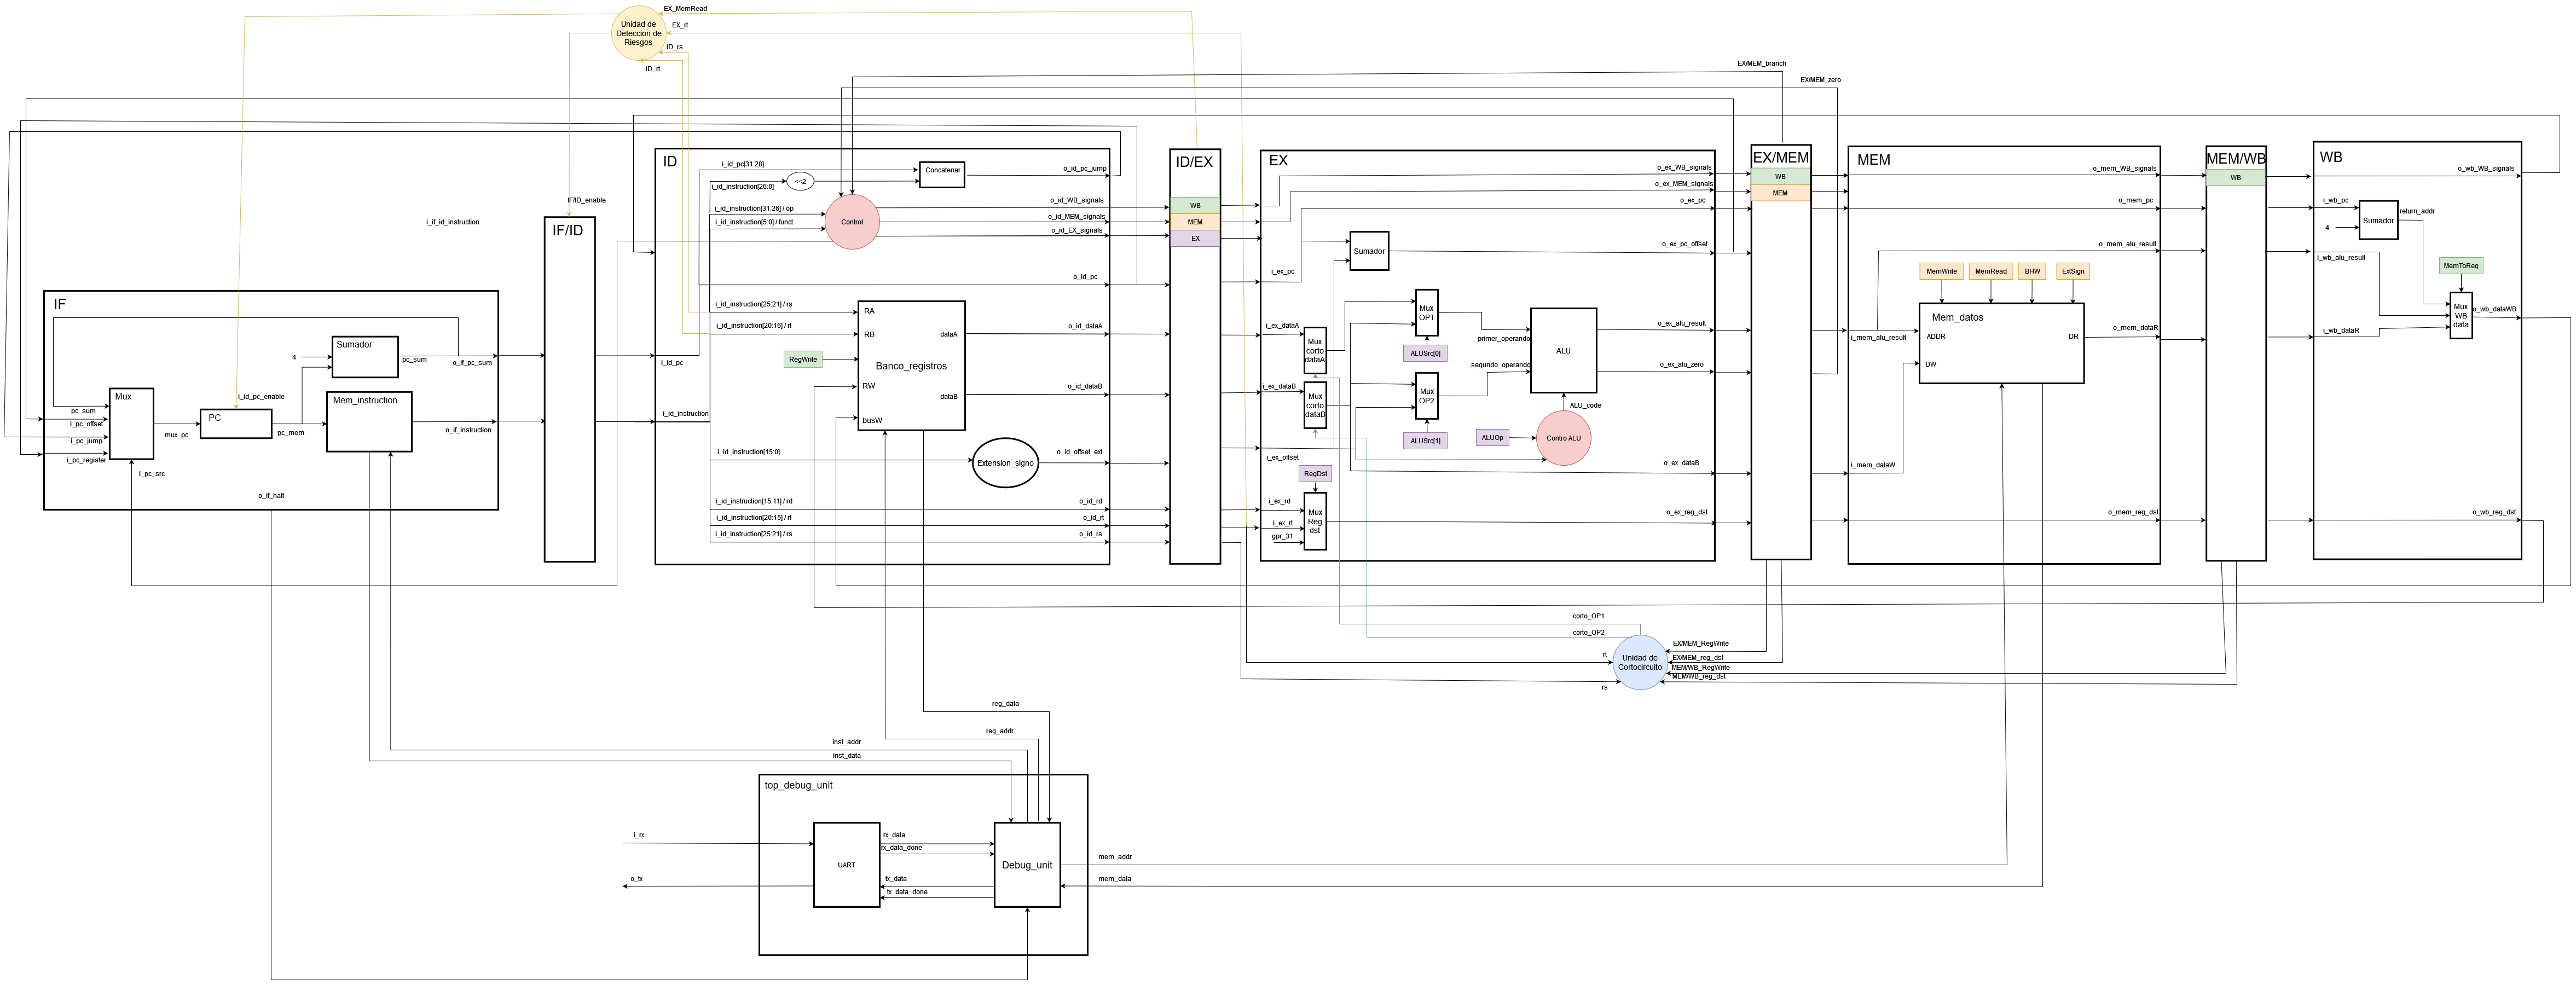 EX_MemRead
Unidad de
Deteccion de
Riesgos
EX_rt
ID_rs
ID_rt
EX/MEM_branch
EX/MEM_zero
IF/ID_enable
i_if_id_instruction
IF
4
Sumador
pc_sum
o_if_pc_sum
Mux
pc_sum
i_pc_offset
i_pc_jump
i_pc_register
i_pc_src
mux_pc
i_id_pc_enable
PC
pc_mem
Mem_instruction
o_if_instruction
o_if_halt
IF/ID
ID
i_id_pc[31:28]
i_id_instruction[26:0]
<<2
Concatenar
o_id_pc_jump
i_id_instruction[31:26] / op
i_id_instruction[5:0] / funct
Control
o_id_WB_signals
o_id_MEM_signals
o_id_EX_signals
o_id_pc
i_id_instruction[25:21] / rs
i_id_instruction[20:16] / rt
i_id_pc
RegWrite
RA
RB
Banco_registros
RW
busW
dataA
dataB
o_id_dataA
o_id_dataB
i_id_instruction
i_id_instruction[15:0]
Extension_signo
o_id_offset_ext
i_id_instruction[15:11] / rd
o_id_rd
i_id_instruction[20:15] / rt
o_id_rt
i_id_instruction[25:21] / rs
o_id_rs
ID/EX
WB
MEM
EX
EX
o_ex_WB_signals
o_ex_MEM_signals
o_ex_pc
Sumador
o_ex_pc_offset
i_ex_pc
i_ex_dataA
Mux
corto
dataA
i_ex_dataB
Mux
corto
dataB
Mux
OP1
ALUSrc[0]
Mux
OP2
ALUSrc[1]
primer_operando
segundo_operando
ALU
o_ex_alu_result
o_ex_alu_zero
ALU_code
ALUOp
Contro ALU
i_ex_offset
o_ex_dataB
RegDst
i_ex_rd
i_ex_rt
gpr_31
Mux
Reg
dst
o_ex_reg_dst
EX/MEM
WB
MEM
MEM
o_mem_WB_signals
o_mem_pc
o_mem_alu_result
MemWrite
MemRead
BHW
ExtSign
Mem_datos
ADDR
DR
DW
i_mem_alu_result
o_mem_dataR
i_mem_dataW
o_mem_reg_dst
MEM/WB
WB
WB
o_wb_WB_signals
i_wb_pc
4
Sumador
return_addr
i_wb_alu_result
MemToReg
Mux
WB
data
o_wb_dataWB
i_wb_dataR
o_wb_reg_dst
corto_OP1
corto_OP2
Unidad de
Cortocircuito
rt
rs
EX/MEM_RegWrite
EX/MEM_reg_dst
MEM/WB_RegWrite
MEM/WB_reg_dst
reg_data
reg_addr
inst_addr
inst_data
top_debug_unit
i_rx
o_tx
UART
rx_data
rx_data_done
tx_data
tx_data_done
Debug_unit
mem_addr
mem_data